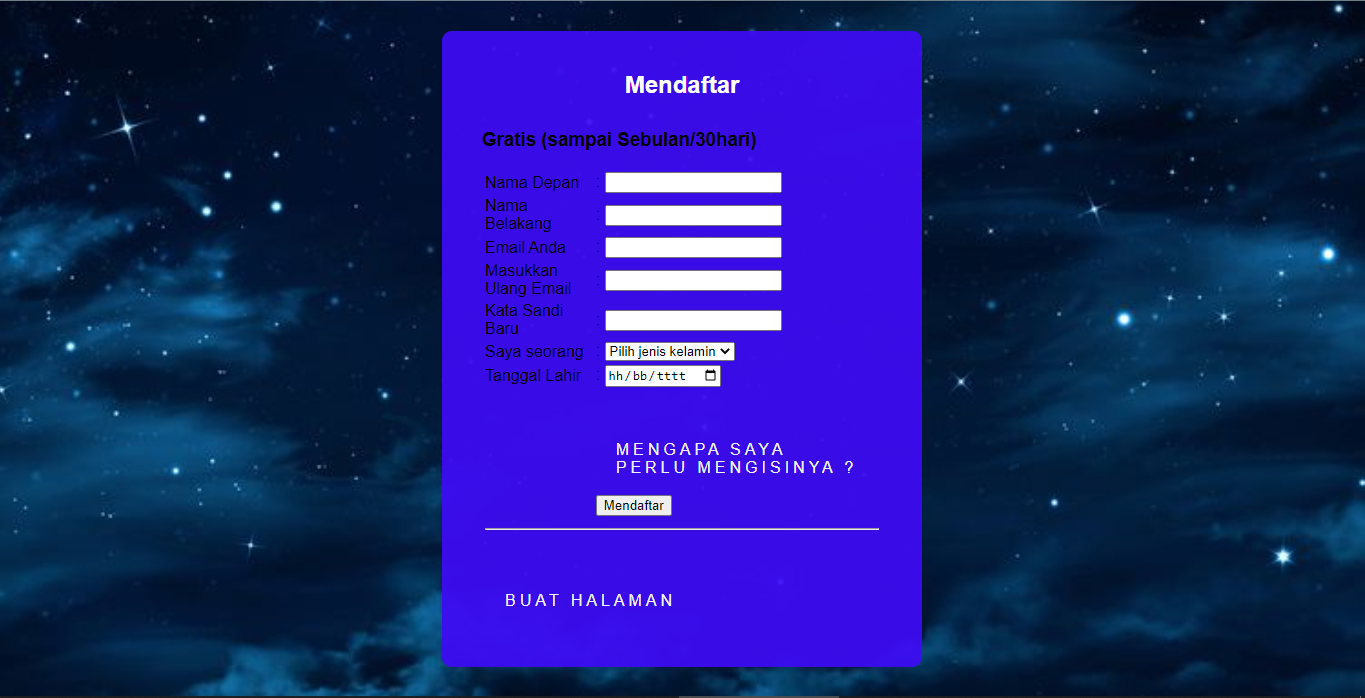 Mendaftar
Gratis (sampai Sebulan/30hari)
Nama Depan :
Nama
Belakang :
Email Anda :
Masukkan
Ulang Email :
Kata Sandi
Baru :
Saya seorang : Pilih jenis kelamin
Tanggal Lahir : hh/bb/tttt
MENGAPA SAYA
PERLU MENGISINYA ?
Mendaftar
BUAT HALAMAN